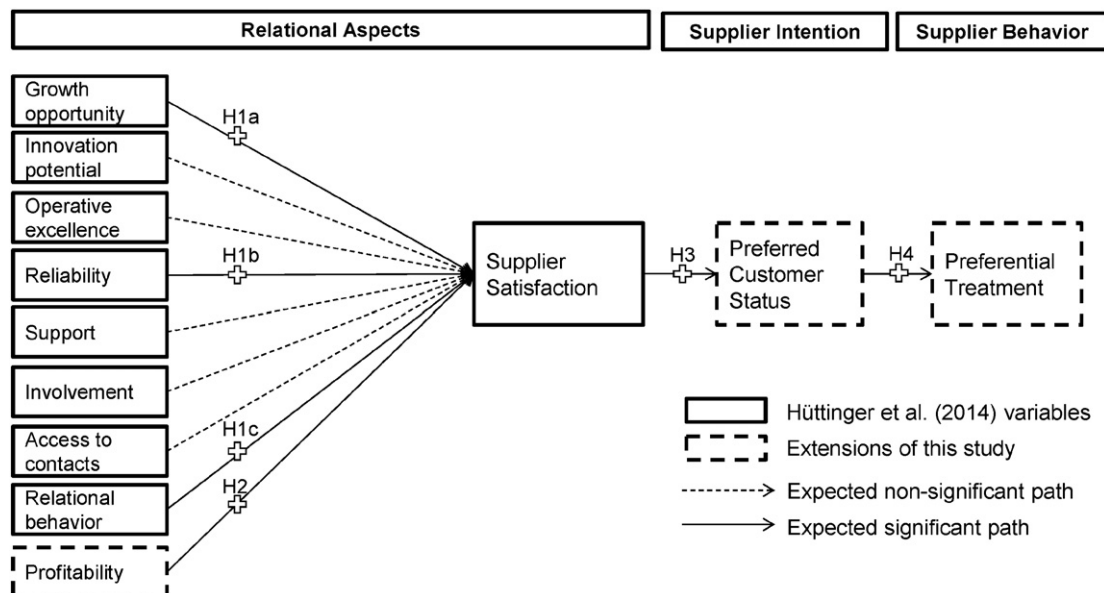 Relational Aspects
Supplier Intention
Supplier Behavior
Growth
opportunity
Innovation
potential
Operative
excellence
Reliability
Support
Involvement
Access to
contacts
Relational
behavior
Profitability
H1a
H1b
H1c
H2
Supplier
Satisfaction
H3
Preferred
Customer
Status
H4
Preferential
Treatment
Hüttinger et al. (2014) variables
Extensions of this study
Expected non-significant path
Expected significant path